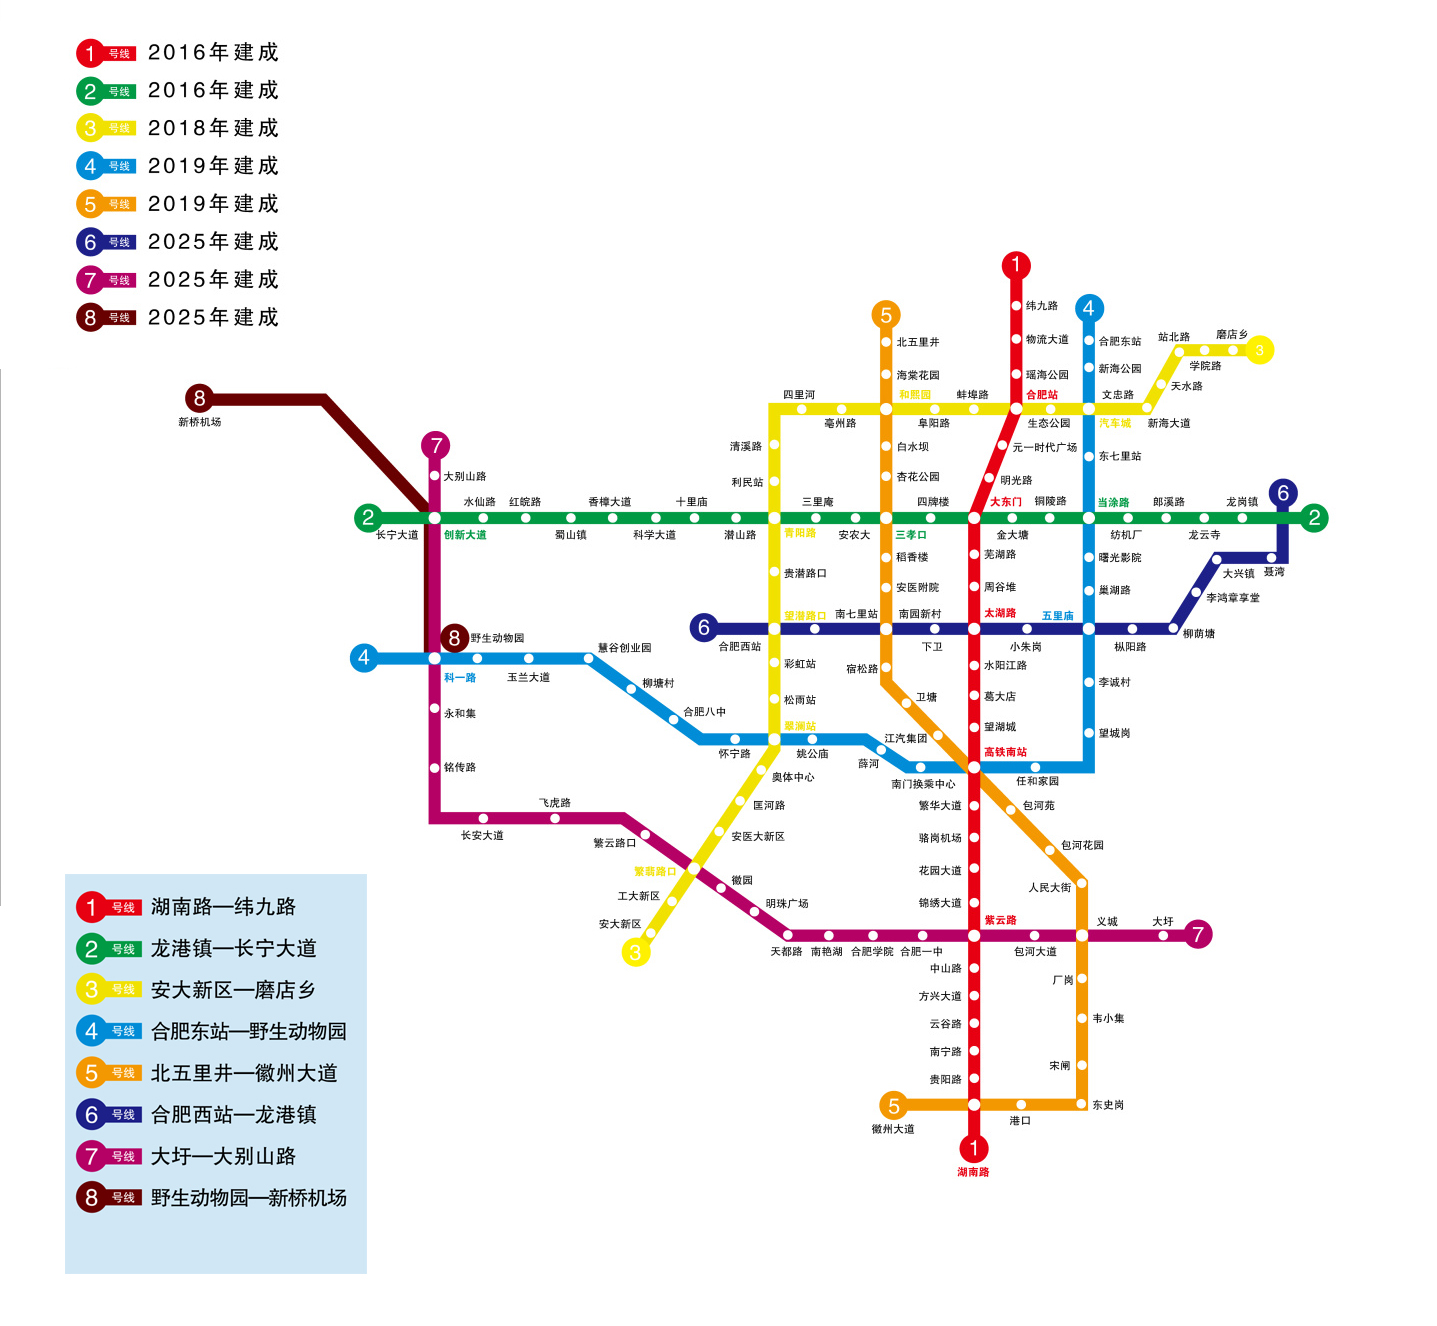 1 号线 2016年建成
2 号线 2016年建成
3 号线 2018年建成
4 号线 2019年建成
5 号线 2019年建成
6 号线 2025年建成
7 号线 2025年建成
8 号线 2025年建成
1
纬九路
物流大道
瑶海公园
合肥站
元一时代广场
明光路
大东门
芜湖路
周谷堆
太湖路
水阳江路
葛大店
望湖城
高铁南站
繁华大道
骆岗机场
花园大道
锦绣大道
紫云路
中山路
方兴大道
云谷路
南宁路
贵阳路
1
湖南路
2
长宁大道
创新大道
水仙路
红皖路
蜀山镇
香樟大道
科学大道
十里庙
潜山路
青阳路
三里庵
安农大
三孝口
四牌楼
金大塘
铜陵路
当涂路
纺机厂
郎溪路
龙云寺
龙岗镇
2
3
磨店乡
学院路
站北路
天水路
新海大道
文忠路
汽车城
生态公园
蚌埠路
阜阳路
和熙园
亳州路
四里河
清溪路
利民站
贵潜路口
望潜路口
彩虹站
松雨站
翠澜站
奥体中心
匡河路
安医大新区
繁翡路口
工大新区
安大新区
3
4
合肥东站
新海公园
东七里站
曙光影院
巢湖路
五里庙
李诚村
望城岗
任和家园
南门换乘中心
薛河
姚公庙
怀宁路
合肥八中
柳塘村
慧谷创业园
玉兰大道
野生动物园
科一路
4
5
北五里井
海棠花园
白水坝
杏花公园
稻香楼
安医附院
南七里站
宿松路
卫塘
江汽集团
包河苑
包河花园
人民大街
义城
厂岗
韦小集
宋闸
东史岗
港口
5
徽州大道
6
合肥西站
南园新村
下卫
小朱岗
枞阳路
柳荫塘
李鸿章享堂
大兴镇
聂湾
6
7
大别山路
永和集
铭传路
长安大道
飞虎路
繁云路口
徽园
明珠广场
天都路
南艳湖
合肥学院
合肥一中
包河大道
大圩
7
8
新桥机场
8
1 号线 湖南路—纬九路
2 号线 龙港镇—长宁大道
3 号线 安大新区—磨店乡
4 号线 合肥东站—野生动物园
5 号线 北五里井—徽州大道
6 号线 合肥西站—龙港镇
7 号线 大圩—大别山路
8 号线 野生动物园—新桥机场